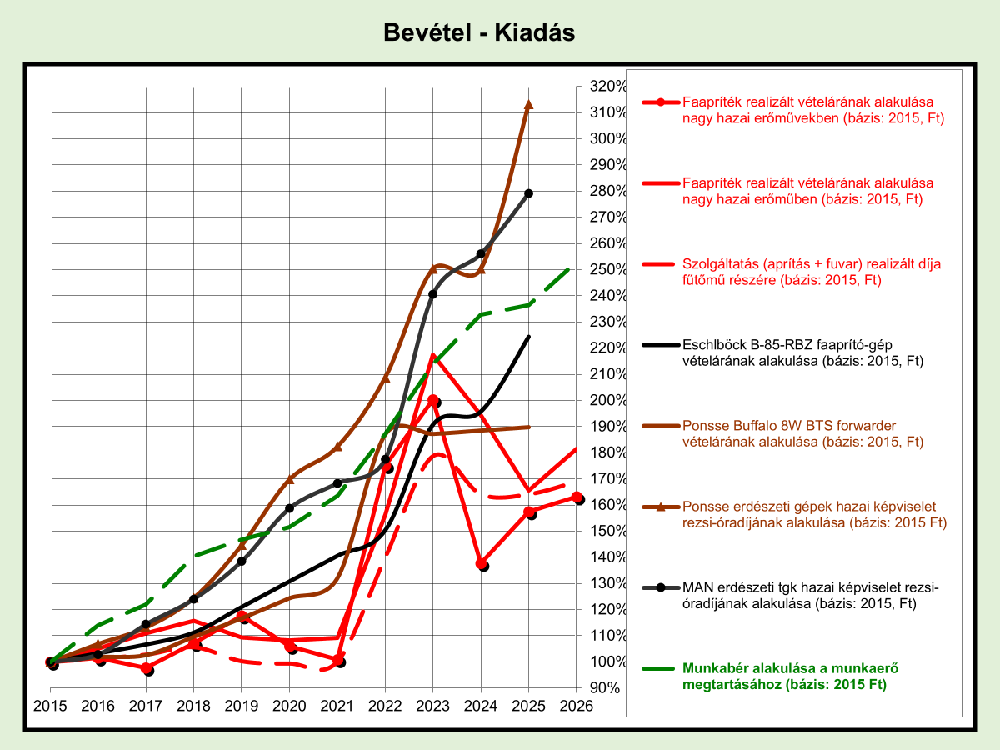 Bevétel - Kiadás
320%
310%
300%
290%
280%
270%
260%
250%
240%
230%
220%
210%
200%
190%
180%
170%
160%
150%
140%
130%
120%
110%
100%
90%
2015 2016 2017 2018 2019 2020 2021 2022 2023 2024 2025 2026
Faapríték realizált vételárának alakulása
nagy hazai erőművekben (bázis: 2015, Ft)
Faapríték realizált vételárának alakulása
nagy hazai erőműben (bázis: 2015, Ft)
Szolgáltatás (aprítás + fuvar) realizált díja
fűtőmű részére (bázis: 2015, Ft)
Eschlböck B-85-RBZ faaprító-gép
vételárának alakulása (bázis: 2015, Ft)
Ponsse Buffalo 8W BTS forwarder
vételárának alakulása (bázis: 2015, Ft)
Ponsse erdészeti gépek hazai képviselet
rezsi-óradíjának alakulása (bázis: 2015 Ft)
MAN erdészeti tgk hazai képviselet rezsi-
óradíjának alakulása (bázis: 2015, Ft)
Munkabér alakulása a munkaerő
megtartásához (bázis: 2015 Ft)